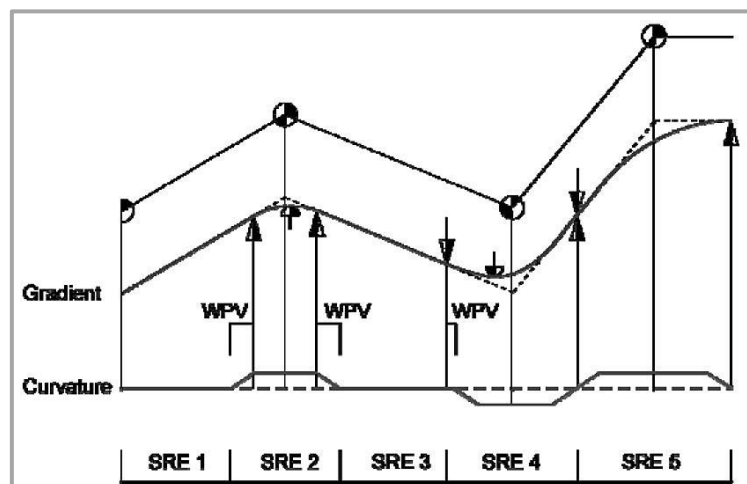 Gradient
WPV WPV WPV
Curvature
SRE 1 SRE 2 SRE 3 SRE 4 SRE 5